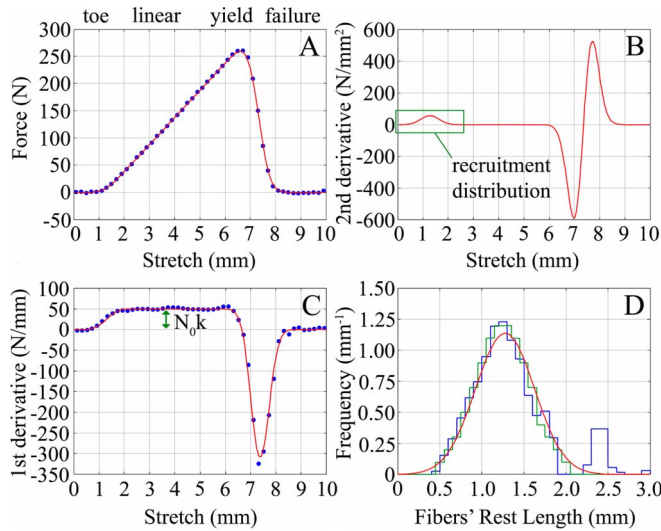 toe linear yield failure
A
300
250
200
150
100
50
0
-50
Force (N)
0 1 2 3 4 5 6 7 8 9 10
Stretch (mm)
B
600
400
200
0
-200
-400
-600
2nd derivative (N/mm²)
recruitment
distribution
0 1 2 3 4 5 6 7 8 9 10
Stretch (mm)
C
100
50
0
-50
-100
-150
-200
-250
-300
-350
1st derivative (N/mm)
N₀k
0 1 2 3 4 5 6 7 8 9 10
Stretch (mm)
D
1.50
1.25
1.00
0.75
0.50
0.25
0
Frequency (mm⁻¹)
0 0.5 1.0 1.5 2.0 2.5 3.0
Fibers' Rest Length (mm)